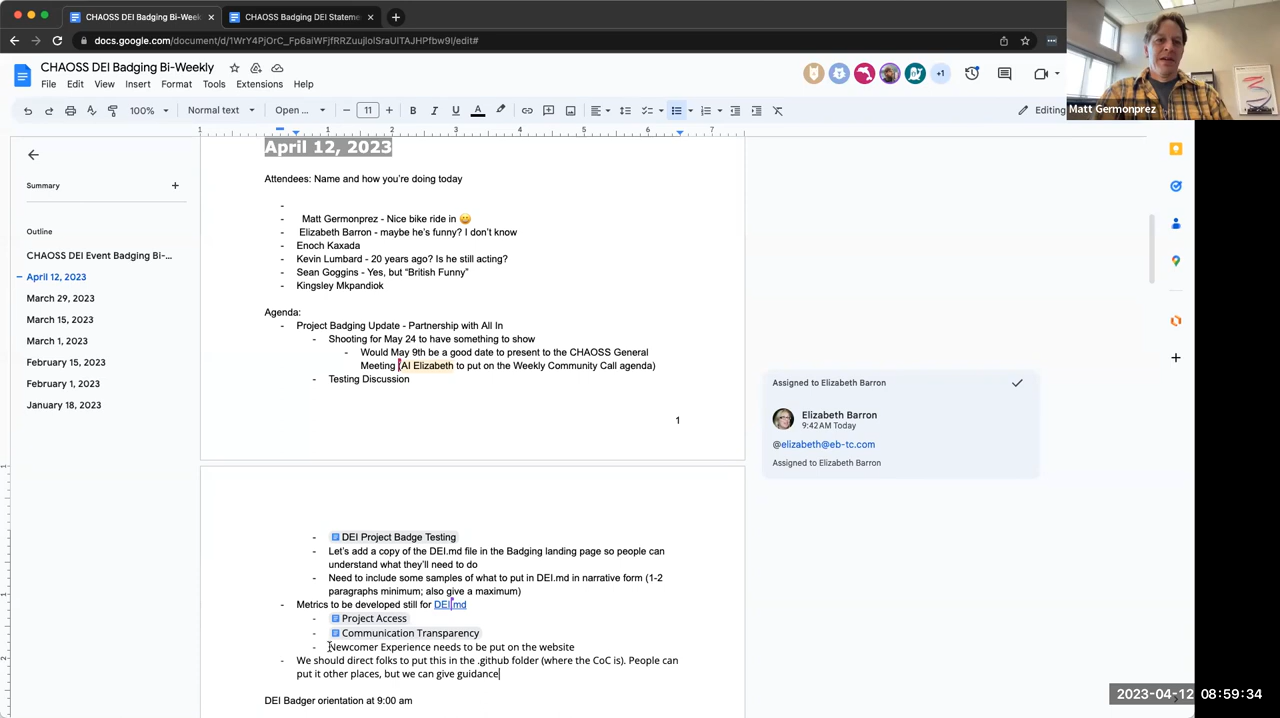 CHAOSS DEI Badging Bi-Week
CHAOSS Badging DEI Stateme
docs.google.com/document/d/1WrY4PjOrC_Fp6aiWFjfRRZuujlolSraUlTAJHPfbw9I/edit#
CHAOSS DEI Badging Bi-Weekly
File Edit View Insert Format Tools Extensions Help
+1
100%
Normal text
Open ...
11
B I U A
Editing
Matt Germonprez
1 1 2 3 4 5 6 7
Summary
Outline
CHAOSS DEI Event Badging Bi-...
April 12, 2023
March 29, 2023
March 15, 2023
March 1, 2023
February 15, 2023
February 1, 2023
January 18, 2023
April 12, 2023
Attendees: Name and how you're doing today
-
- Matt Germonprez - Nice bike ride in 😀
- Elizabeth Barron - maybe he's funny? I don't know
- Enoch Kaxada
- Kevin Lumbard - 20 years ago? Is he still acting?
- Sean Goggins - Yes, but "British Funny"
- Kingsley Mkpandiok
Agenda:
- Project Badging Update - Partnership with All In
- Shooting for May 24 to have something to show
- Would May 9th be a good date to present to the CHAOSS General
Meeting (AI Elizabeth to put on the Weekly Community Call agenda)
- Testing Discussion
1
- DEI Project Badge Testing
- Let's add a copy of the DEI.md file in the Badging landing page so people can
understand what they'll need to do
- Need to include some samples of what to put in DEI.md in narrative form (1-2
paragraphs minimum; also give a maximum)
- Metrics to be developed still for DEI.md
- Project Access
- Communication Transparency
- Newcomer Experience needs to be put on the website
- We should direct folks to put this in the .github folder (where the CoC is). People can
put it other places, but we can give guidance
DEI Badger orientation at 9:00 am
Assigned to Elizabeth Barron
Elizabeth Barron
9:42 AM Today
@elizabeth@eb-tc.com
Assigned to Elizabeth Barron
2023-04-12 08:59:34